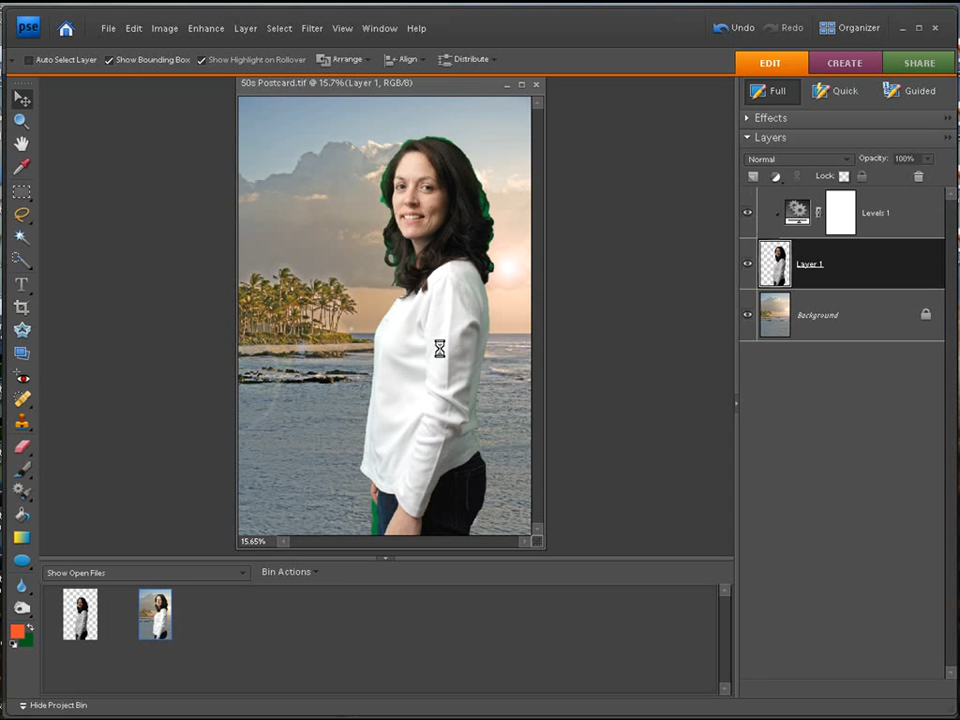 pse File Edit Image Enhance Layer Select Filter View Window Help Undo Redo Organizer
Auto Select Layer Show Bounding Box Show Highlight on Rollover Arrange Align Distribute EDIT CREATE SHARE
50s Postcard.tif @ 15.7%(Layer 1, RGB/8)
Full Quick Guided
Effects
Layers
Normal Opacity: 100%
Lock:
Levels 1
Layer 1
Background
T
15.65%
Show Open Files Bin Actions
Hide Project Bin